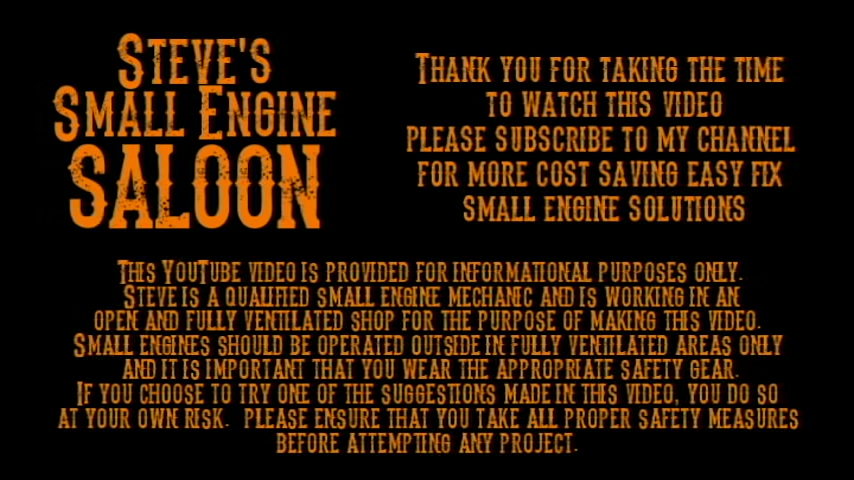 Steve's
Small Engine
SALOON
Thank you for taking the time
to watch this video
please subscribe to my channel
for more cost saving easy fix
small engine solutions
This YouTube video is provided for informational purposes only.
Steve is a qualified small engine mechanic and is working in an
open and fully ventilated shop for the purpose of making this video.
Small engines should be operated outside in fully ventilated areas only
and it is important that you wear the appropriate safety gear.
If you choose to try one of the suggestions made in this video, you do so
at your own risk.  Please ensure that you take all proper safety measures
before attempting any project.